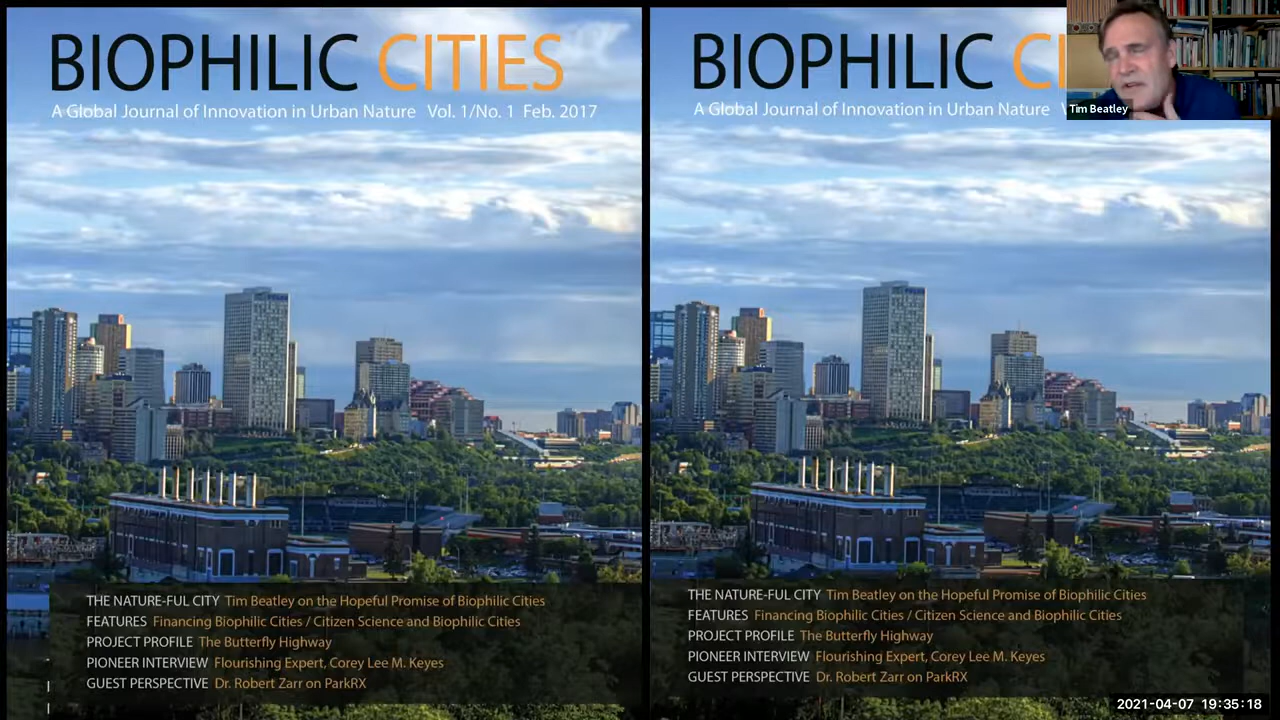 BIOPHILIC CITIES
A Global Journal of Innovation in Urban Nature Vol. 1/No. 1 Feb. 2017
THE NATURE-FUL CITY Tim Beatley on the Hopeful Promise of Biophilic Cities
FEATURES Financing Biophilic Cities / Citizen Science and Biophilic Cities
PROJECT PROFILE The Butterfly Highway
PIONEER INTERVIEW Flourishing Expert, Corey Lee M. Keyes
GUEST PERSPECTIVE Dr. Robert Zarr on ParkRX
BIOPHILIC CI
A Global Journal of Innovation in Urban Nature
Tim Beatley
THE NATURE-FUL CITY Tim Beatley on the Hopeful Promise of Biophilic Cities
FEATURES Financing Biophilic Cities / Citizen Science and Biophilic Cities
PROJECT PROFILE The Butterfly Highway
PIONEER INTERVIEW Flourishing Expert, Corey Lee M. Keyes
GUEST PERSPECTIVE Dr. Robert Zarr on ParkRX
2021-04-07 19:35:18